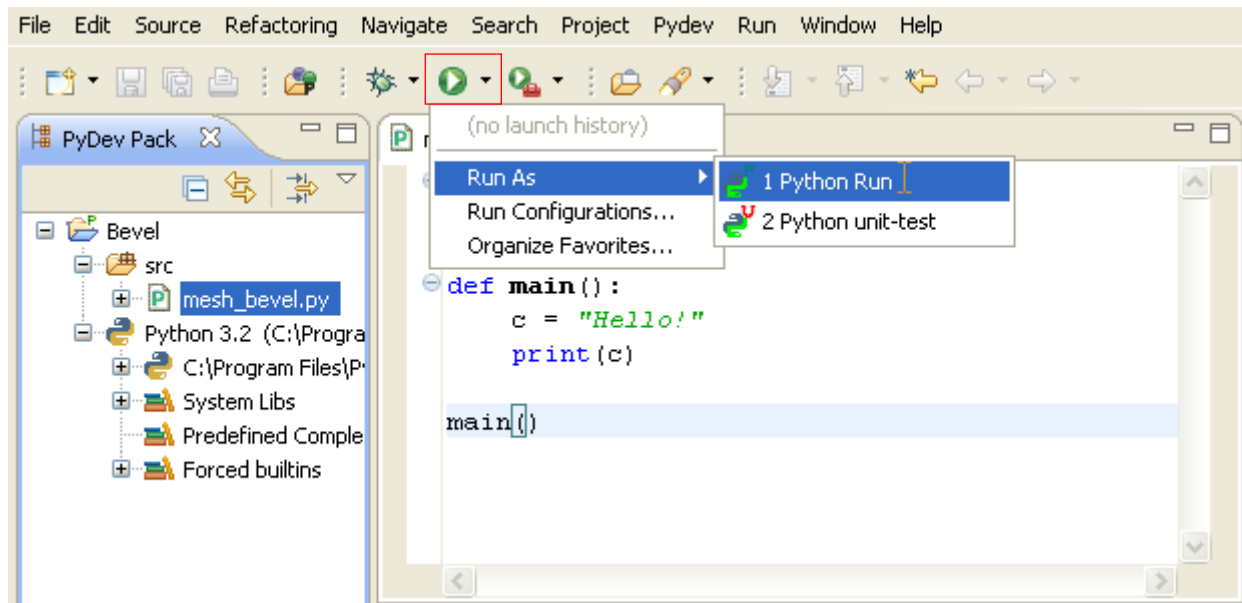 File Edit Source Refactoring Navigate Search Project Pydev Run Window Help
PyDev Pack
(no launch history)
Run As
1 Python Run
Run Configurations...
2 Python unit-test
Organize Favorites...
Bevel
src
mesh_bevel.py
Python 3.2 (C:\Progra
C:\Program Files\P
System Libs
Predefined Comple
Forced builtins
def main():
c = "Hello!"
print(c)
main()